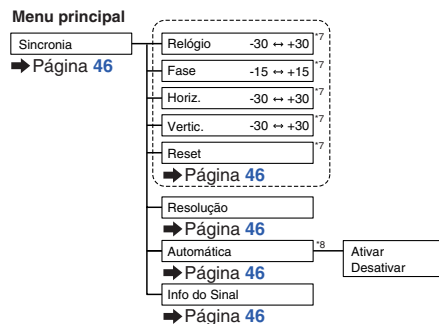 Menu principal
Sincronia
➡Página 46
Relógio -30 ↔ +30 *7
Fase -15 ↔ +15 *7
Horiz. -30 ↔ +30 *7
Vertic. -30 ↔ +30 *7
Reset *7
➡Página 46
Resolução
➡Página 46
Automática *8
Ativar
Desativar
➡Página 46
Info do Sinal
➡Página 46